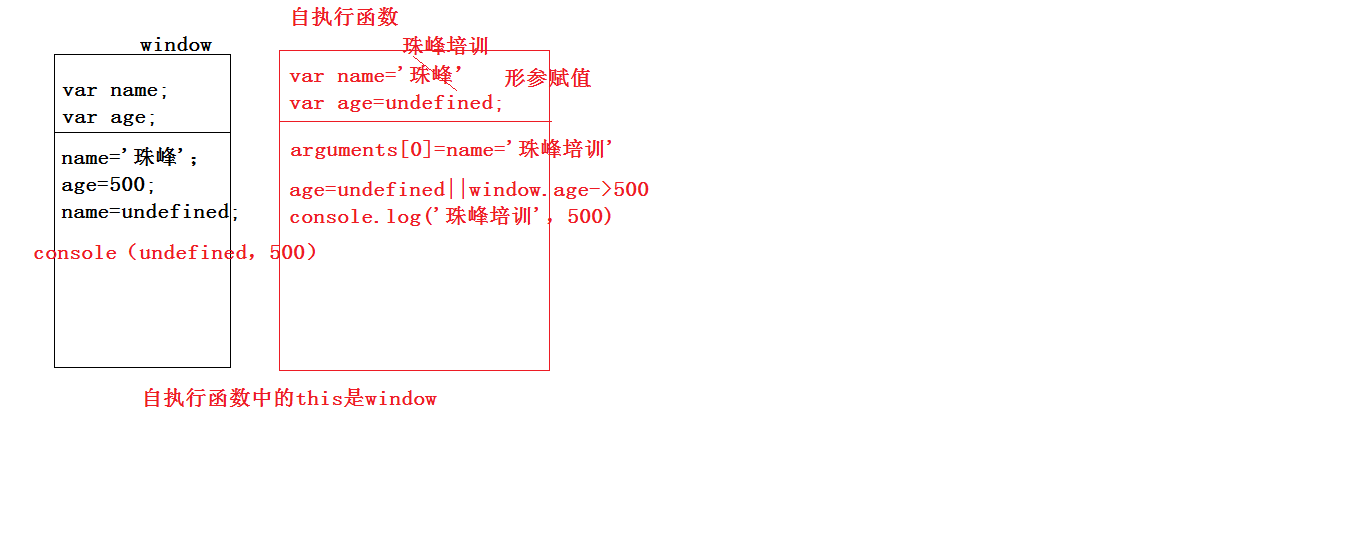 自执行函数
window
var name;
var age;
name='珠峰';
age=500;
name=undefined;
console（undefined，500）
珠峰培训
var name='珠峰'
形参赋值
var age=undefined;
arguments[0]=name='珠峰培训'
age=undefined||window.age->500
console.log('珠峰培训'，500)
自执行函数中的this是window